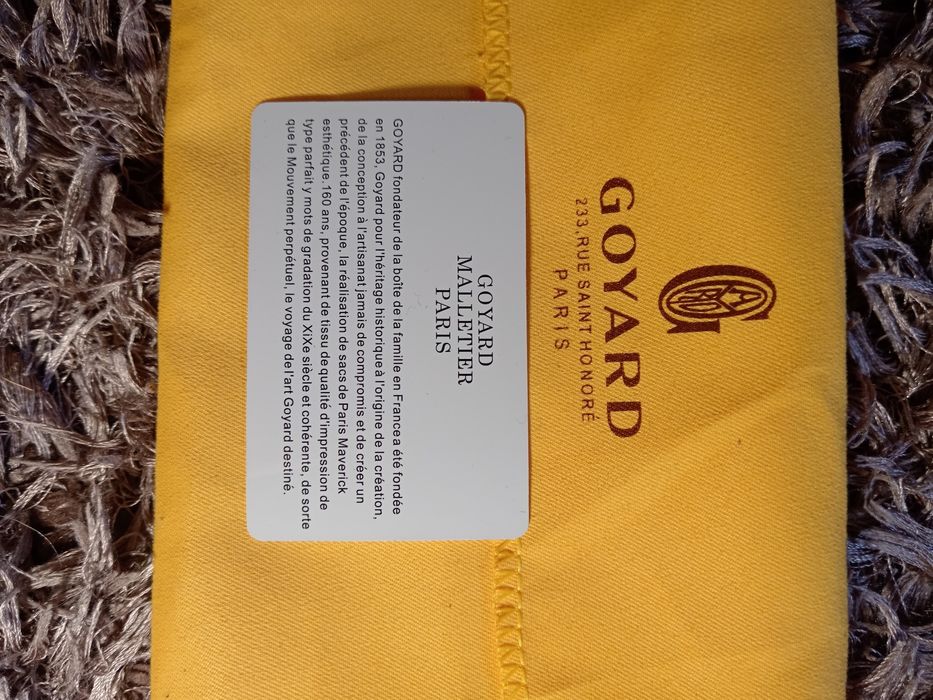 GOYARD
233, RUE SAINT HONORÉ
PARIS
GOYARD
MALLETIER
PARIS
GOYARD fondateur de la boîte de la famille en Francea été fondée
en 1853, Goyard pour l'héritage historique à l'origine de la création,
de la conception à l'artisanat jamais de compromis et de créer un
précédent de l'époque, la réalisation de sacs de Paris Maverick
esthétique.160 ans, provenant de tissu de qualité d'impression de
type parfait y mots de gradation du XiXe siècle et cohérente, de sorte
que le Mouvement perpétuel, le voyage de l'art Goyard destiné.